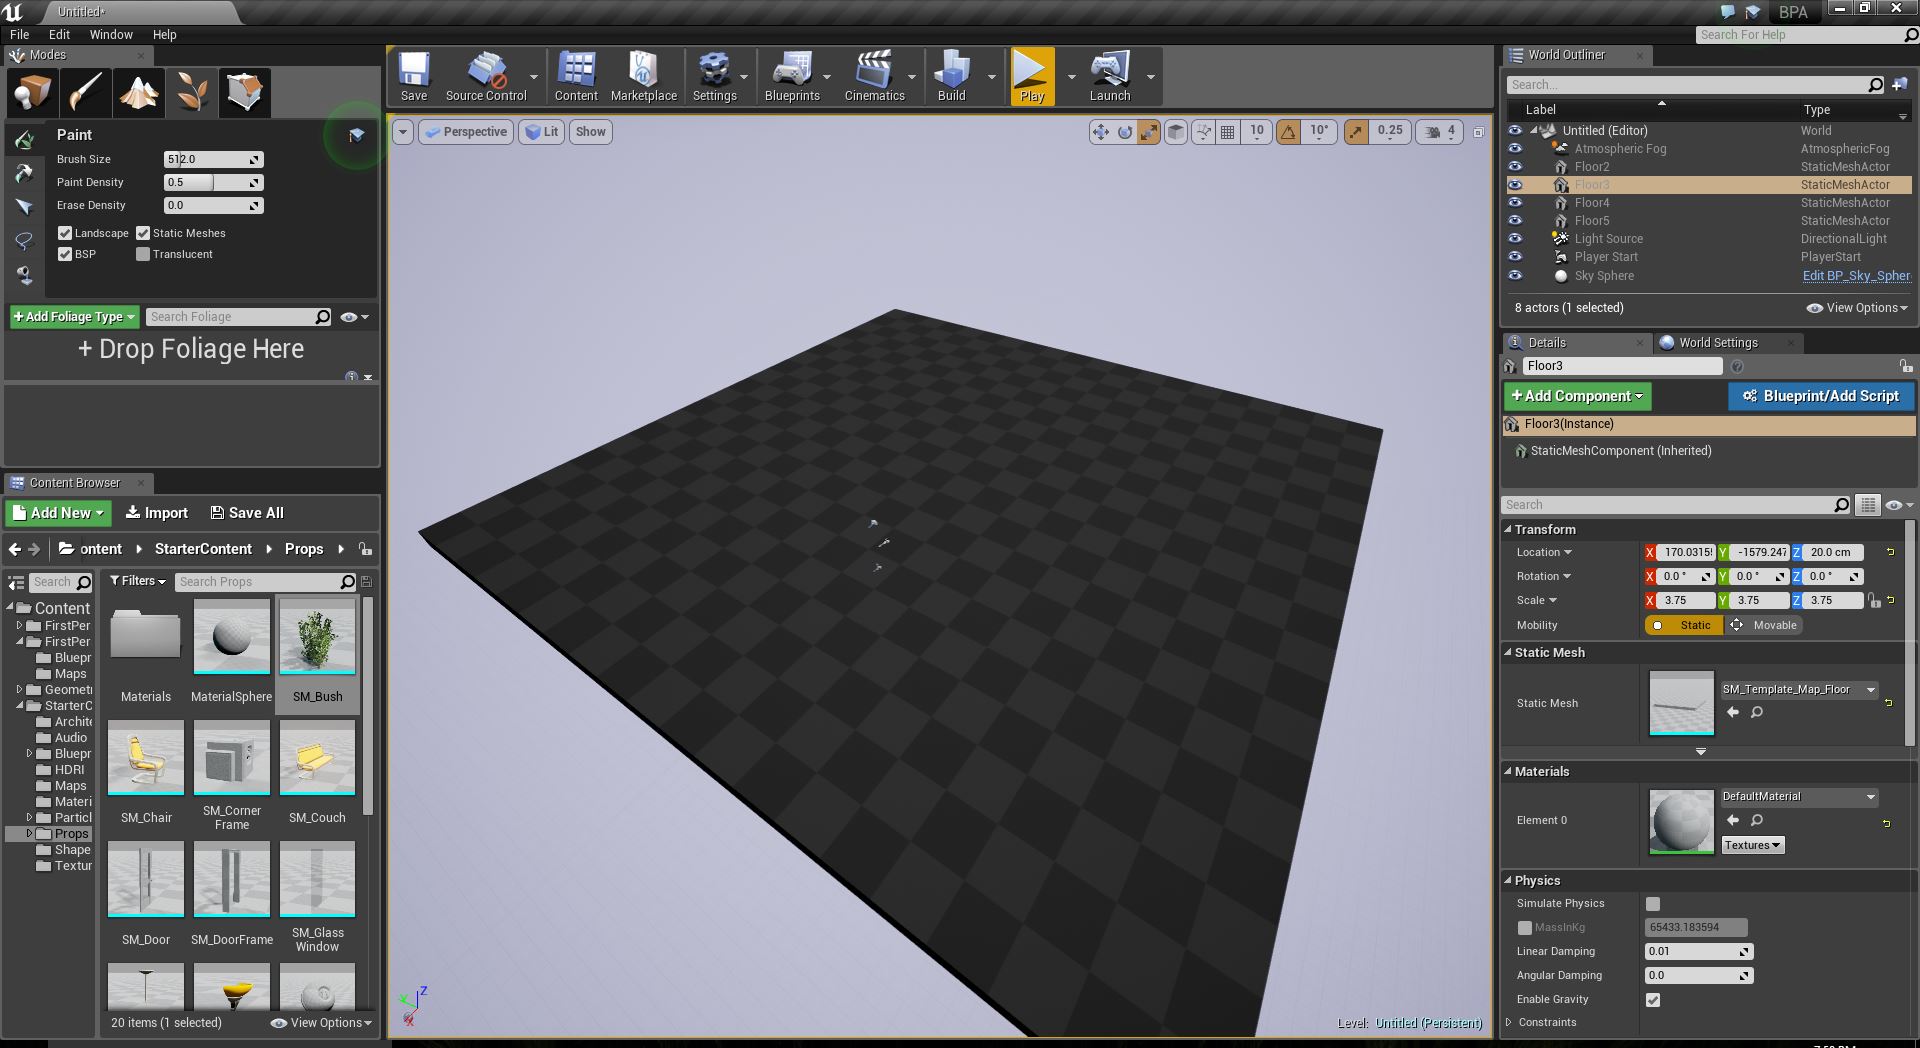 Untitled*
BPA
File Edit Window Help
Search For Help
Modes
Paint
Brush Size 512.0
Paint Density 0.5
Erase Density 0.0
Landscape Static Meshes
BSP Translucent
+Add Foliage Type Search Foliage
+ Drop Foliage Here
Content Browser
Add New Import Save All
ontent StarterContent Props
Search Filters Search Props
Content
FirstPer
FirstPer
Bluepr
Maps
Geometr
StarterC
Archite
Audio
Bluepr
HDRI
Maps
Materi
Particl
Props
Shape
Textur
Materials MaterialSphere SM_Bush
SM_Chair SM_Corner Frame SM_Couch
SM_Door SM_DoorFrame SM_Glass Window
20 items (1 selected) View Options
Save Source Control Content Marketplace Settings Blueprints Cinematics Build Play Launch
Perspective Lit Show
10 10° 0.25 4
Z
X
Level: Untitled (Persistent)
World Outliner
Search...
Label Type
Untitled (Editor) World
Atmospheric Fog AtmosphericFog
Floor2 StaticMeshActor
Floor3 StaticMeshActor
Floor4 StaticMeshActor
Floor5 StaticMeshActor
Light Source DirectionalLight
Player Start PlayerStart
Sky Sphere Edit BP_Sky_Spher
8 actors (1 selected) View Options
Details World Settings
Floor3
+Add Component Blueprint/Add Script
Floor3(Instance)
StaticMeshComponent (Inherited)
Search
Transform
Location X 170.0315 Y -1579.247 Z 20.0 cm
Rotation X 0.0 ° Y 0.0 ° Z 0.0 °
Scale X 3.75 Y 3.75 Z 3.75
Mobility Static Movable
Static Mesh
Static Mesh SM_Template_Map_Floor
Materials
Element 0 DefaultMaterial
Textures
Physics
Simulate Physics
MassInKg 65433.183594
Linear Damping 0.01
Angular Damping 0.0
Enable Gravity
Constraints